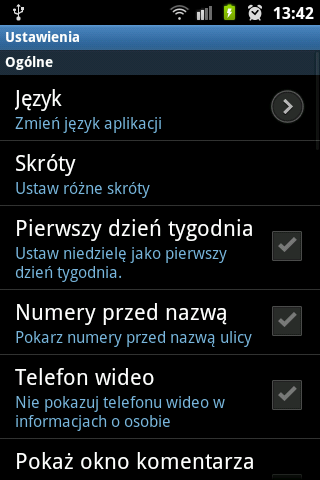 13:42
Ustawienia
Ogólne
Język
Zmień język aplikacji
Skróty
Ustaw różne skróty
Pierwszy dzień tygodnia
Ustaw niedzielę jako pierwszy
dzień tygodnia.
Numery przed nazwą
Pokarz numery przed nazwą ulicy
Telefon wideo
Nie pokazuj telefonu wideo w
informacjach o osobie
Pokaż okno komentarza